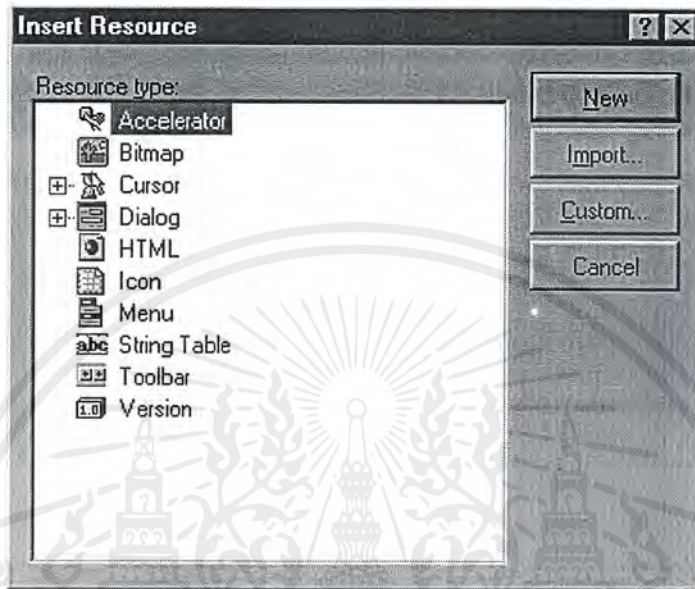 Insert Resource
Resource type:
Accelerator
Bitmap
Cursor
Dialog
HTML
Icon
Menu
abc String Table
Toolbar
1.0 Version
New
Import...
Custom...
Cancel